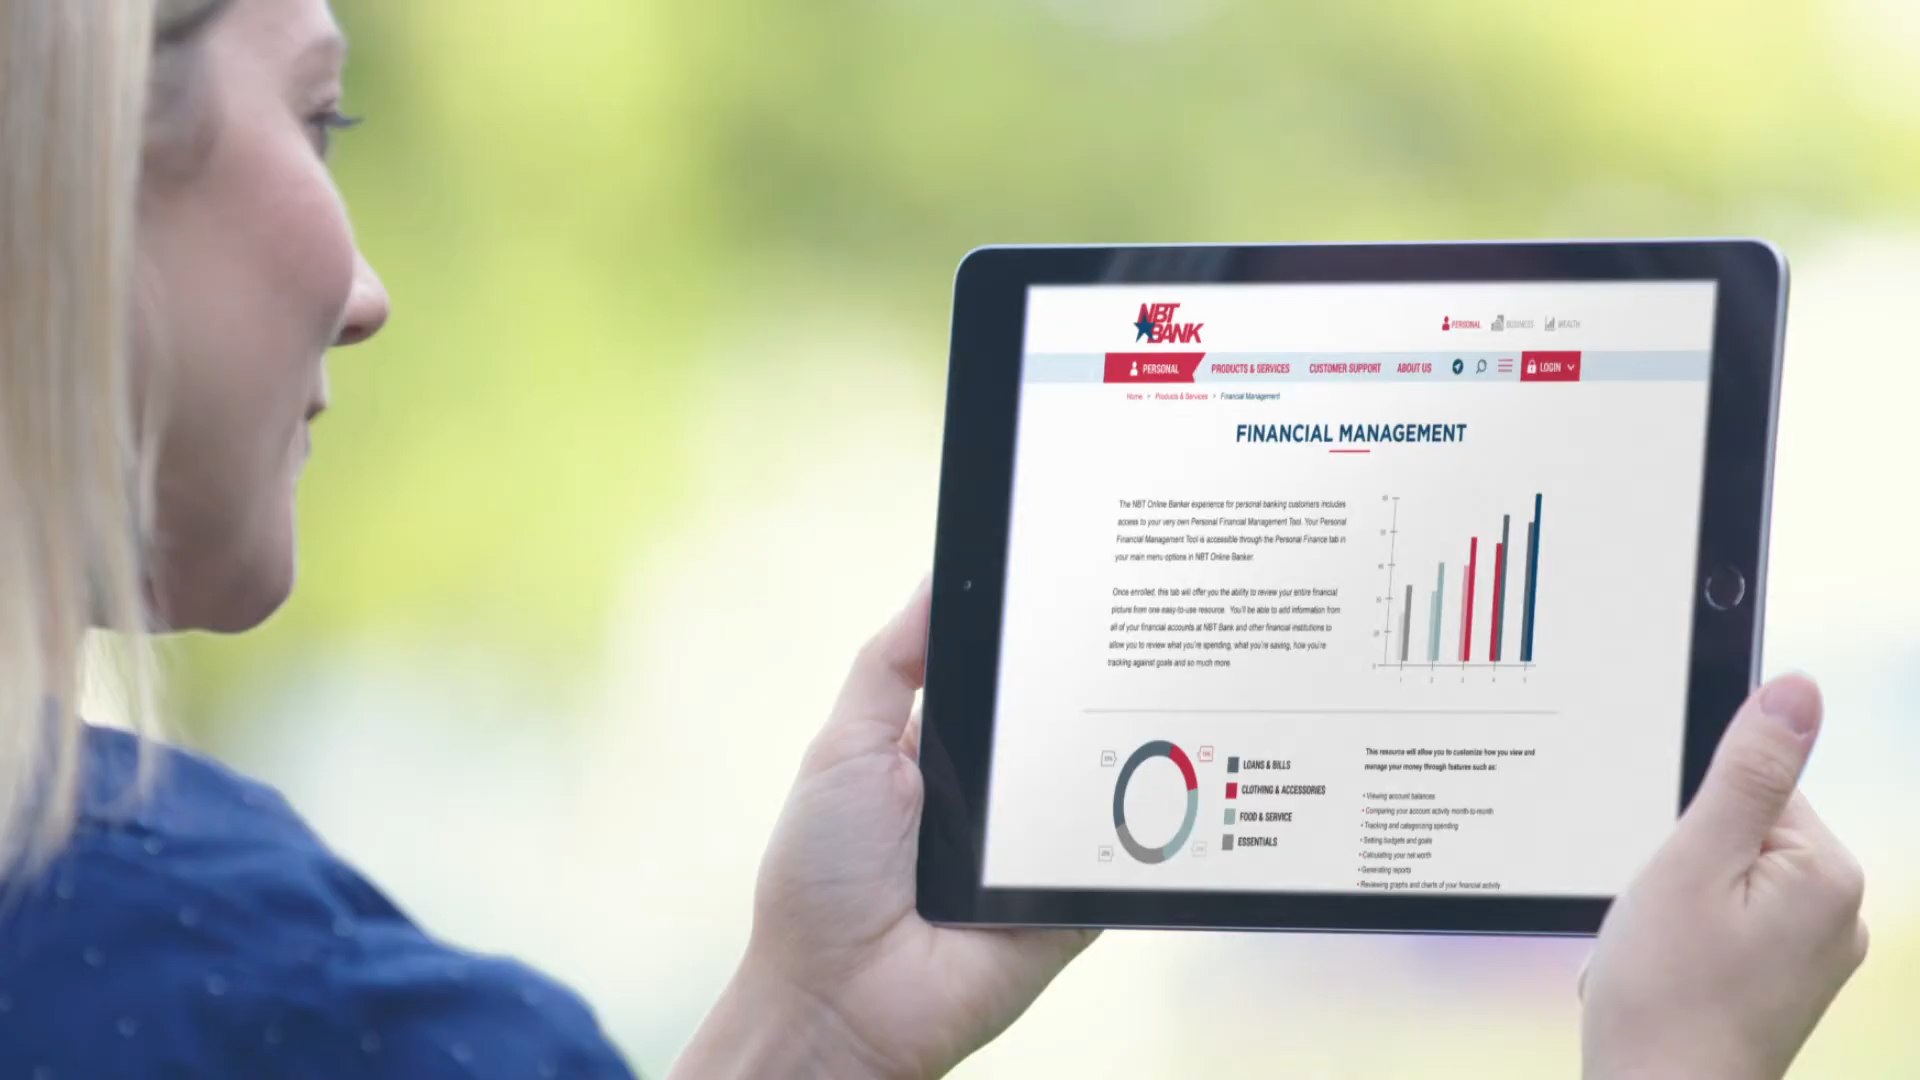 NBT
BANK
PERSONAL BUSINESS WEALTH
PERSONAL PRODUCTS & SERVICES CUSTOMER SUPPORT ABOUT US LOGIN
Home > Products & Services > Financial Management
FINANCIAL MANAGEMENT
The NBT Online Banker experience for personal banking customers includes
access to your very own Personal Financial Management Tool. Your Personal
Financial Management Tool is accessible through the Personal Finance tab in
your main menu options in NBT Online Banker.
Once enrolled, this tab will offer you the ability to review your entire financial
picture from one easy-to-use resource. You'll be able to add information from
all of your financial accounts at NBT Bank and other financial institutions to
allow you to review what you're spending, what you're saving, how you're
tracking against goals and so much more.
1 2 3 4 5
LOANS & BILLS
CLOTHING & ACCESSORIES
FOOD & SERVICE
ESSENTIALS
This resource will allow you to customize how you view and
manage your money through features such as:
• Viewing account balances
• Comparing your account activity month-to-month
• Tracking and categorizing spending
• Setting budgets and goals
• Calculating your net worth
• Generating reports
• Reviewing graphs and charts of your financial activity